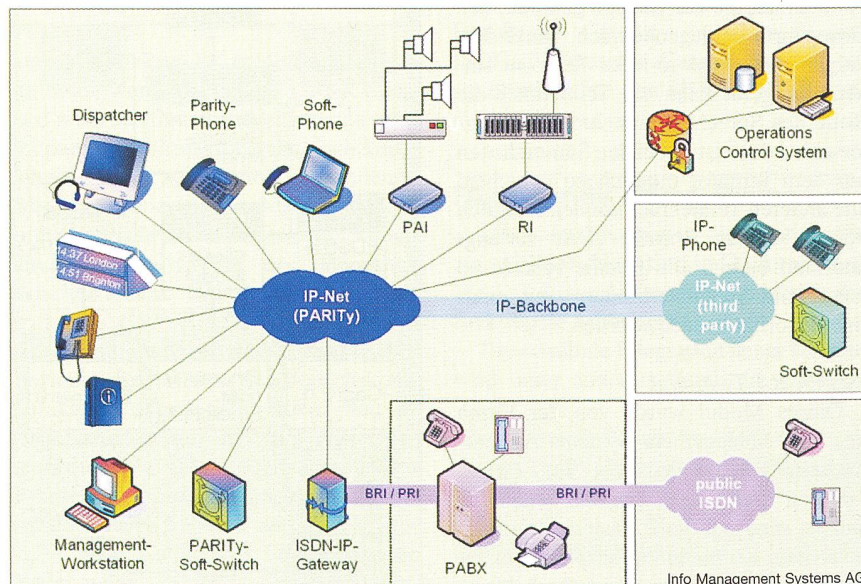 Dispatcher
Parity-
Phone
Soft-
Phone
PAI
RI
Operations
Control System
14:37 London
14:51 Brighton
IP-Net
(PARITy)
IP-Backbone
IP-
Phone
IP-Net
(third
party)
Soft-Switch
i
Management-
Workstation
PARITy-
Soft-Switch
ISDN-IP-
Gateway
BRI / PRI
PABX
BRI / PRI
public
ISDN
Info Management Systems AG